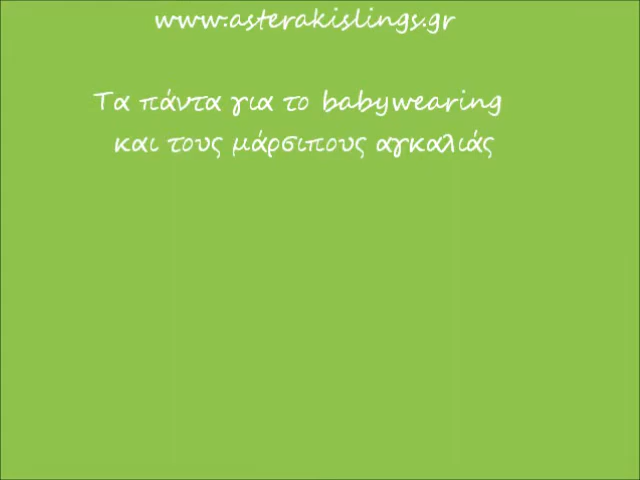 www.asterakislings.gr
Τα πάντα για το babywearing
και τους μάρσιπους αγκαλιάς